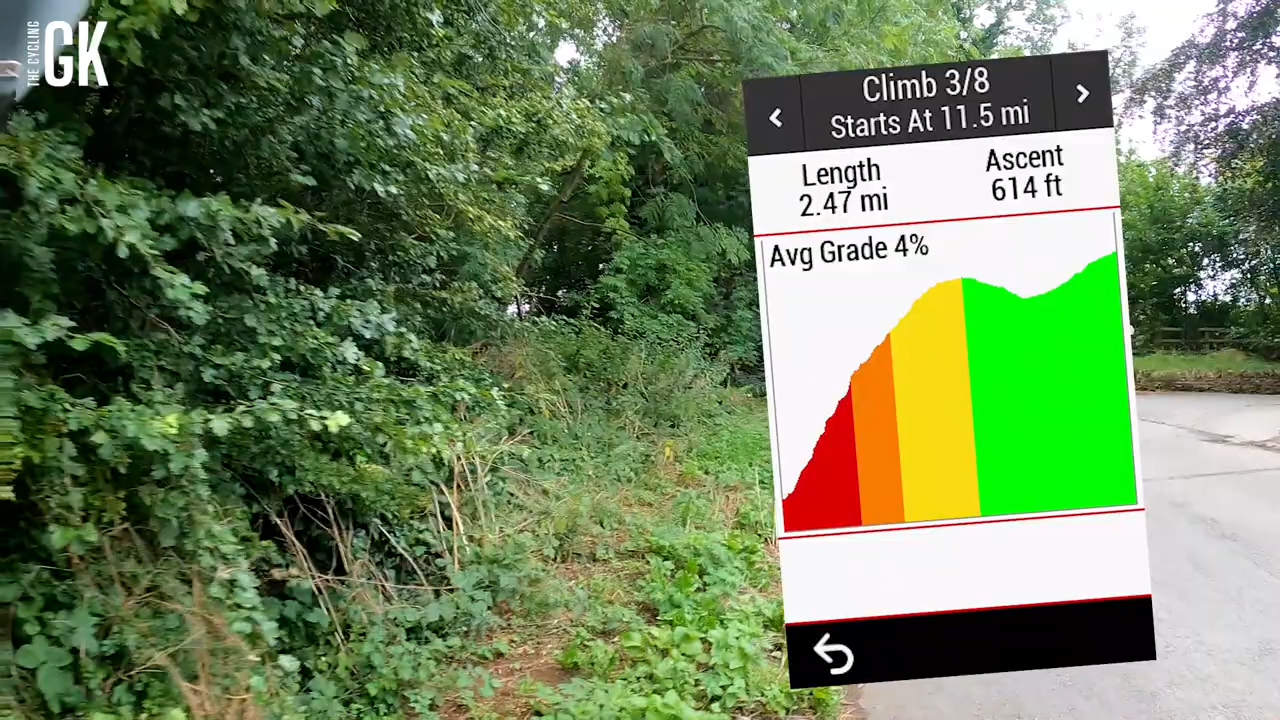 THE CYCLING
GK
Climb 3/8
Starts At 11.5 mi
Length
2.47 mi
Ascent
614 ft
Avg Grade 4%